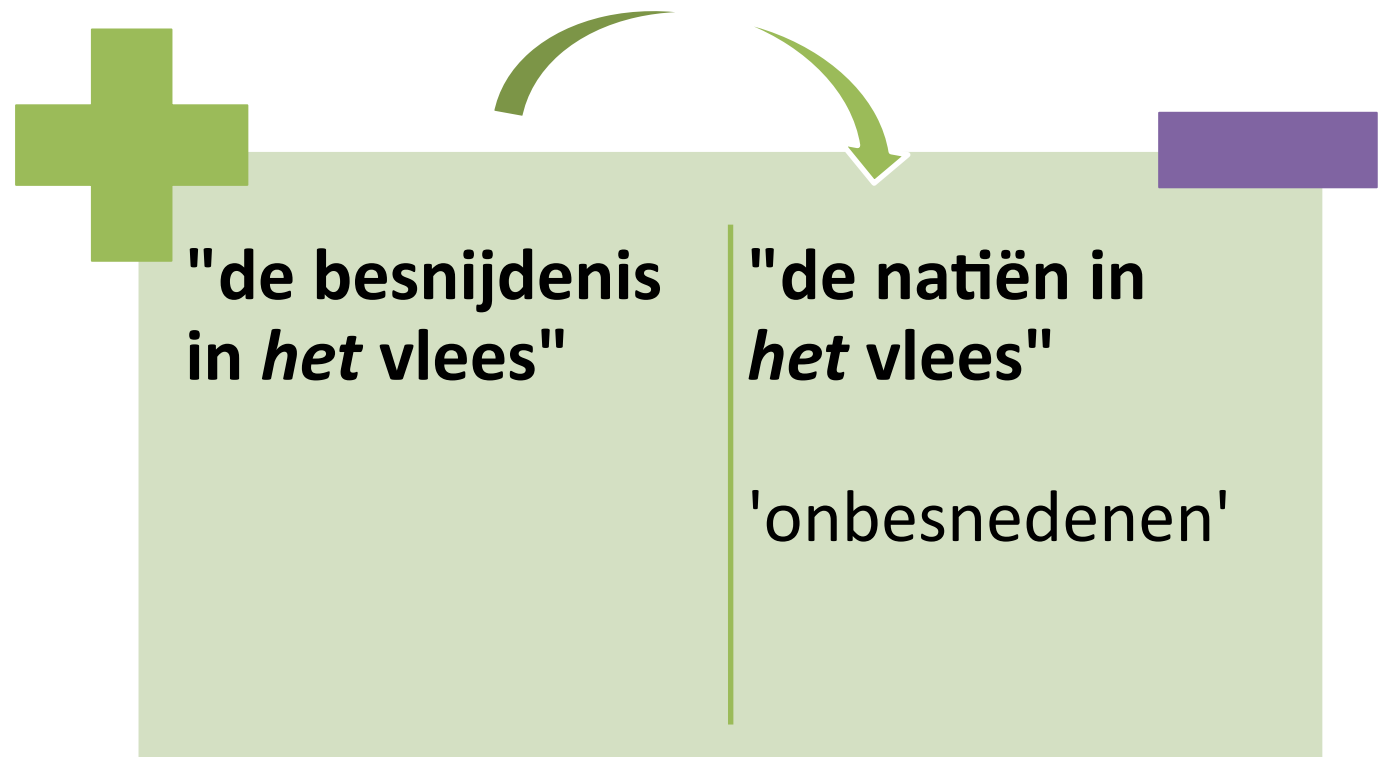 "de besnijdenis
in het vlees"
"de natiën in
het vlees"
'onbesnedenen'